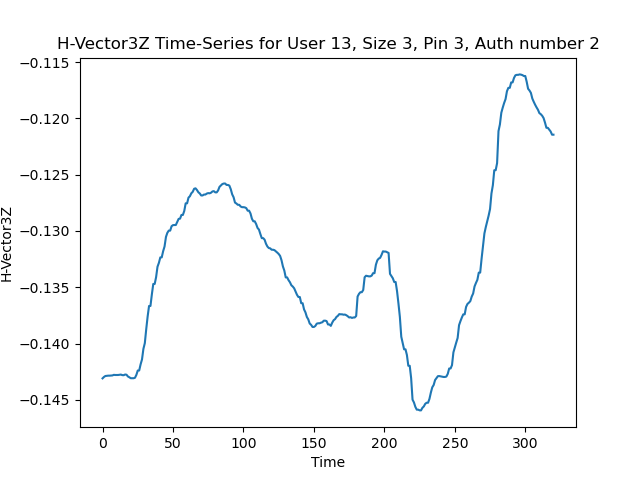 H-Vector3Z Time-Series for User 13, Size 3, Pin 3, Auth number 2
−0.115
−0.120
−0.125
−0.130
−0.135
−0.140
−0.145
H-Vector3Z
0 50 100 150 200 250 300
Time